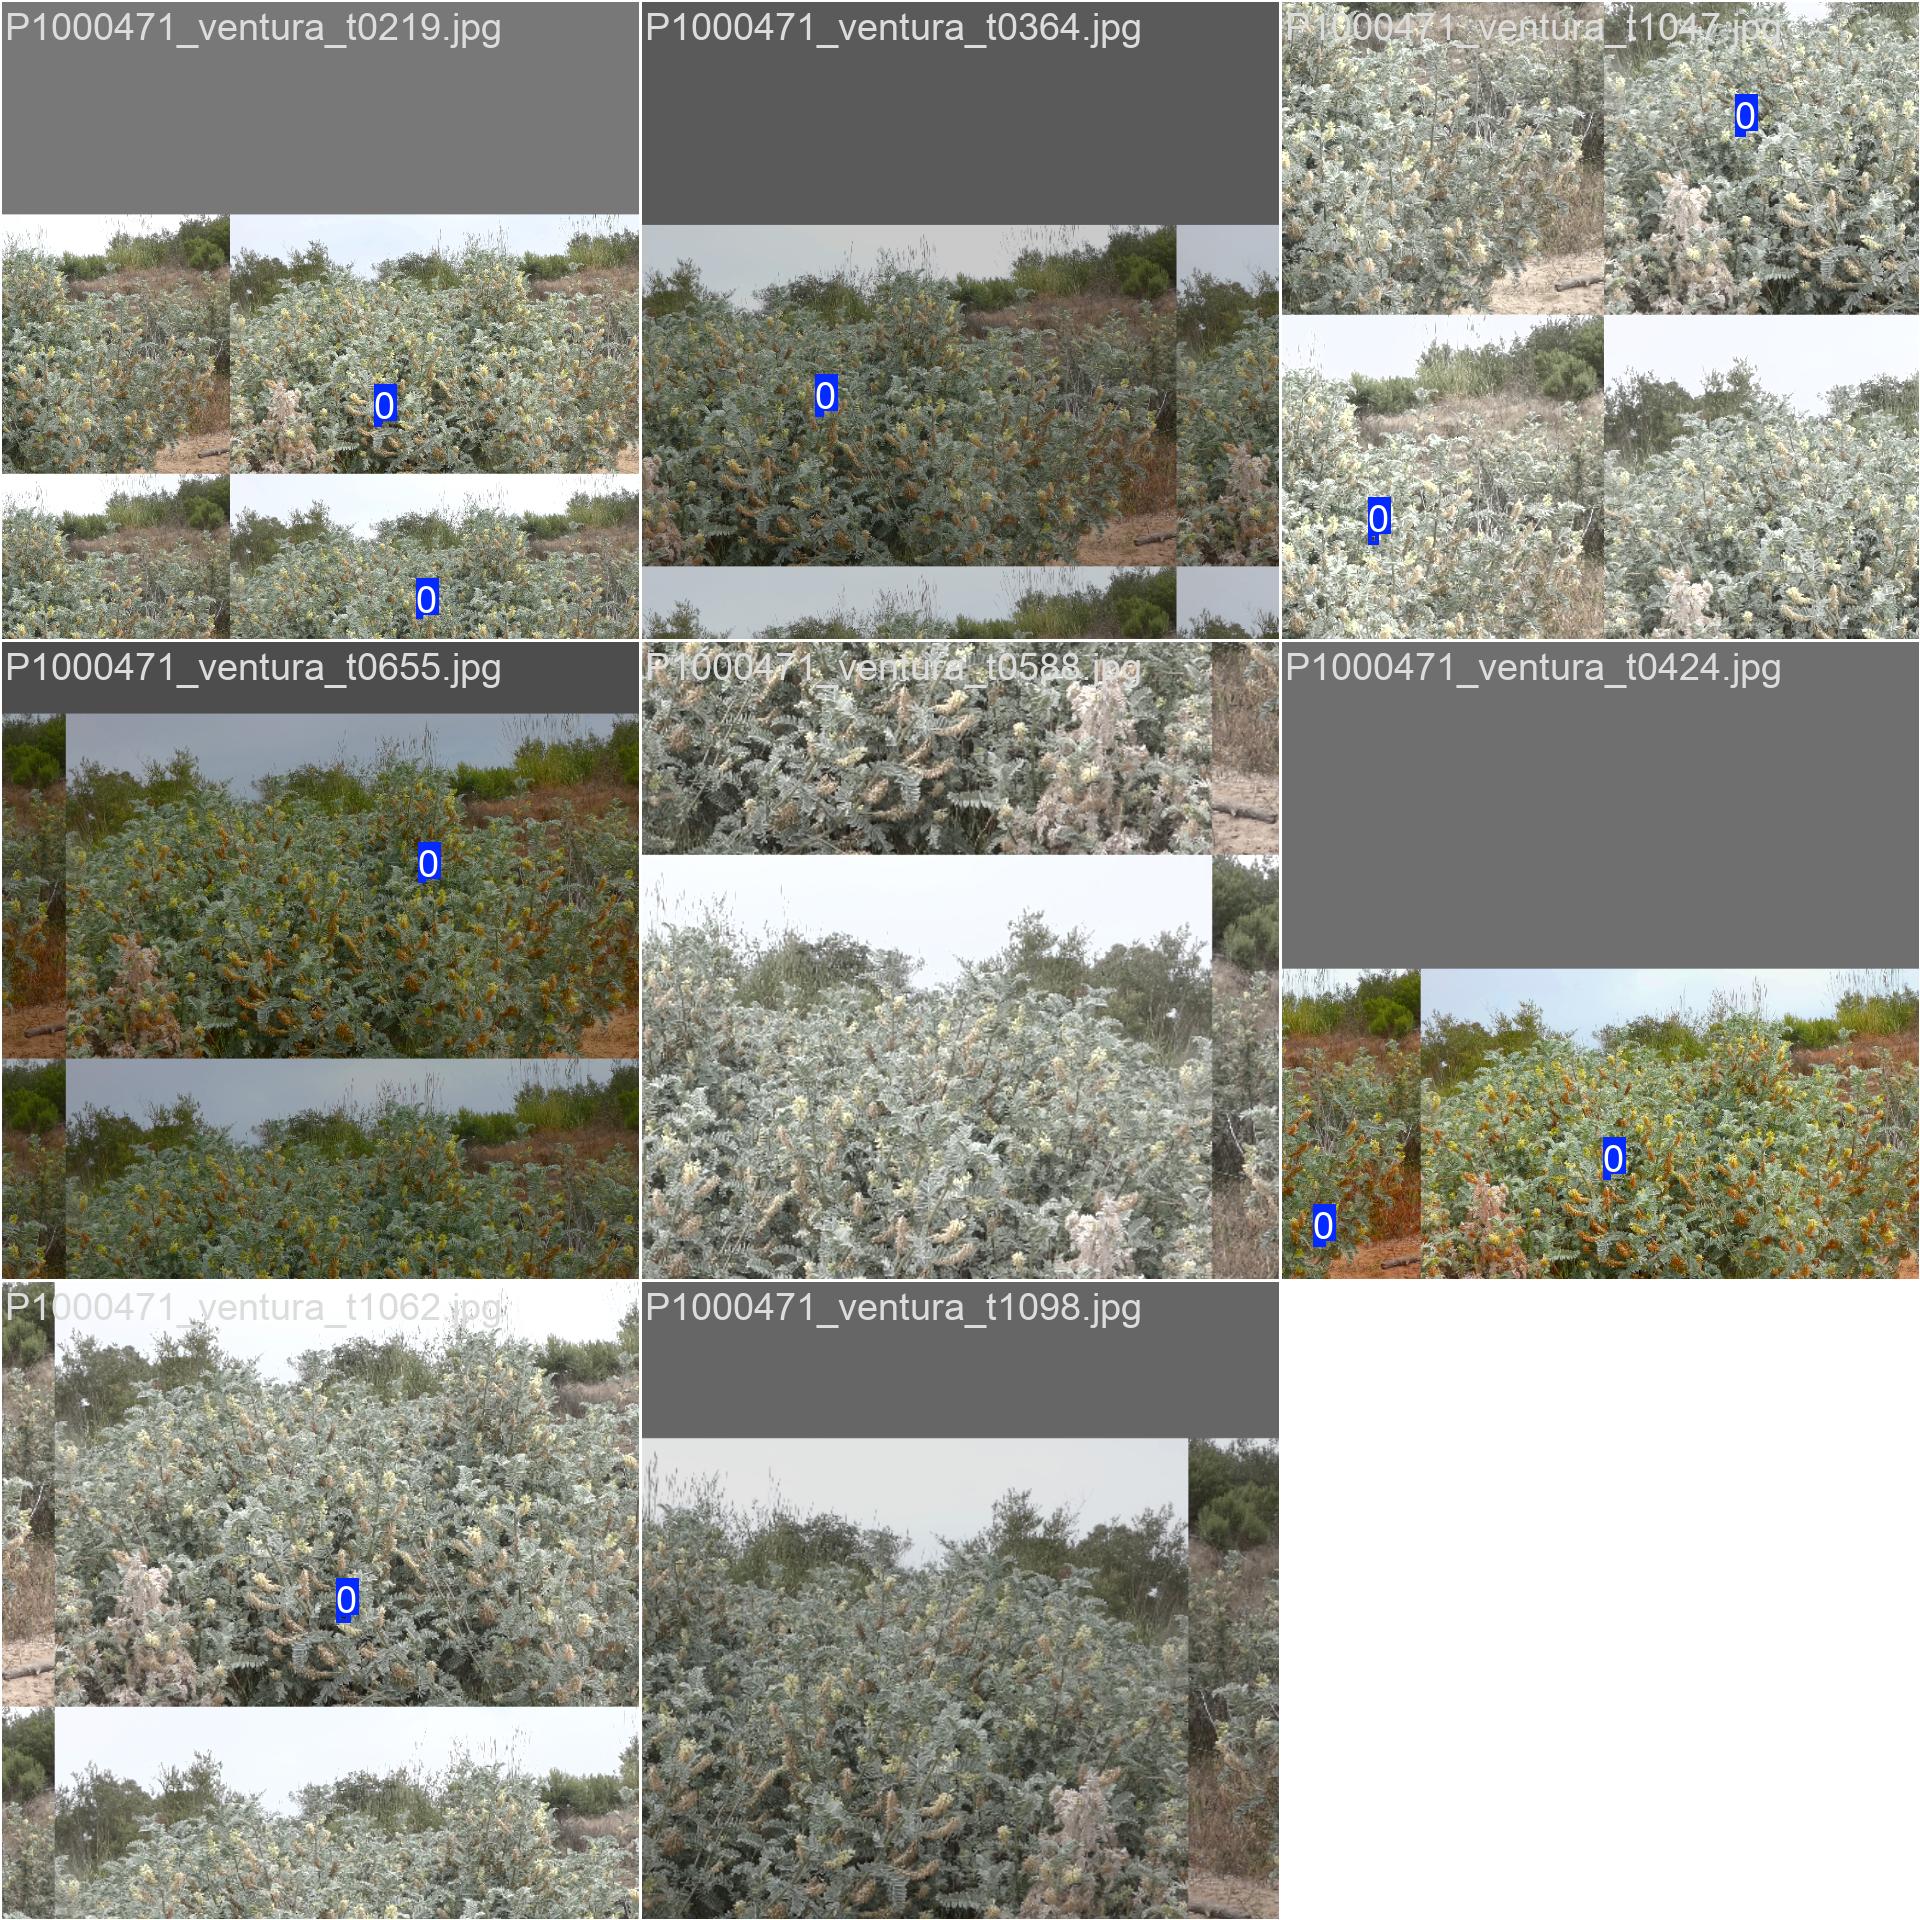 P1000471_ventura_t0219.jpg
P1000471_ventura_t0364.jpg
P1000471_ventura_t1047.jpg
0
0
0
0
0
P1000471_ventura_t0655.jpg
P1000471_ventura_t0588.jpg
P1000471_ventura_t0424.jpg
0
0
0
P1000471_ventura_t1062.jpg
P1000471_ventura_t1098.jpg
0